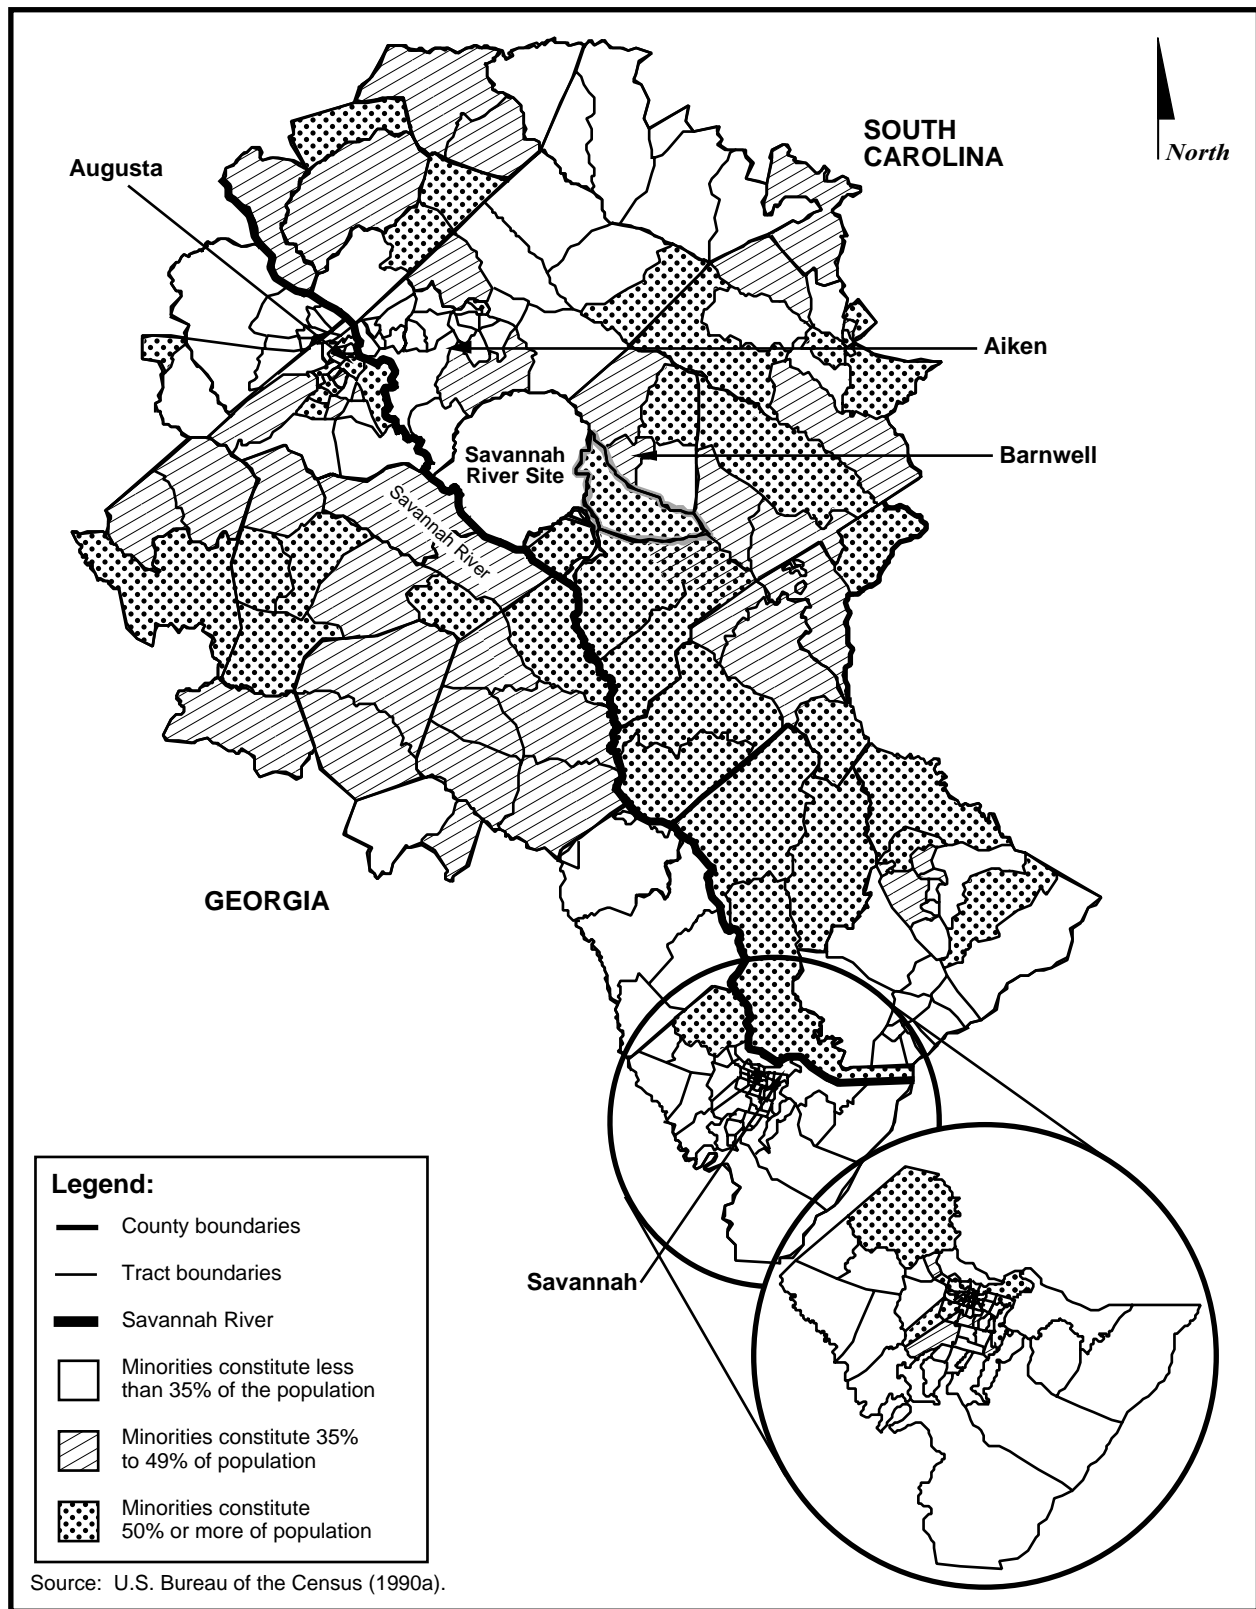 SOUTH
CAROLINA
North
Augusta
Aiken
Savannah
River Site
Barnwell
Savannah River
GEORGIA
Savannah
Legend:
County boundaries
Tract boundaries
Savannah River
Minorities constitute less
than 35% of the population
Minorities constitute 35%
to 49% of population
Minorities constitute
50% or more of population
Source: U.S. Bureau of the Census (1990a).